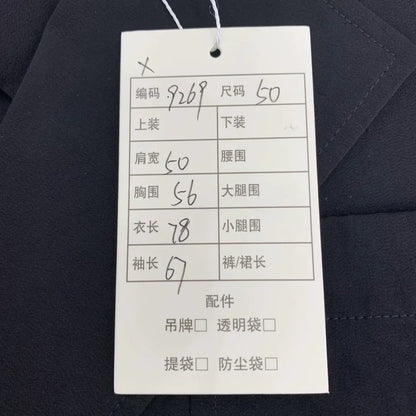 X
编码 9269 尺码 50
上装 下装
肩宽 50 腰围
胸围 56 大腿围
衣长 78 小腿围
袖长 67 裤/裙长
配件
吊牌□ 透明袋□
提袋□ 防尘袋□